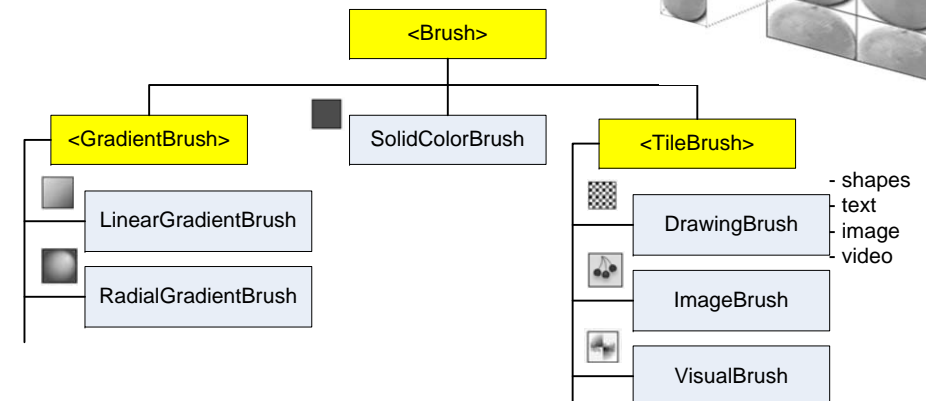 <Brush>
<GradientBrush>
SolidColorBrush
<TileBrush>
LinearGradientBrush
RadialGradientBrush
DrawingBrush
- shapes
- text
- image
- video
ImageBrush
VisualBrush